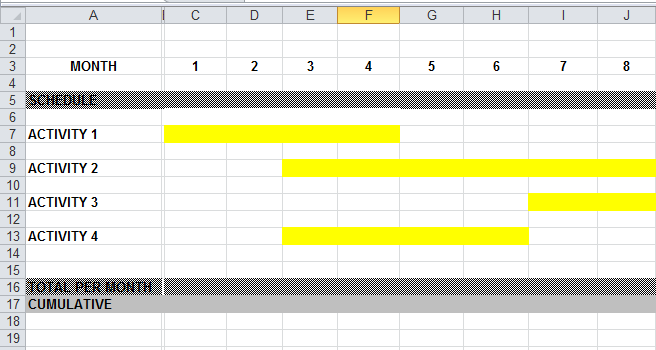 A I C D E F G H I J
1
2
3 MONTH 1 2 3 4 5 6 7 8
4
5 SCHEDULE
6
7 ACTIVITY 1
8
9 ACTIVITY 2
10
11 ACTIVITY 3
12
13 ACTIVITY 4
14
15
16 TOTAL PER MONTH
17 CUMULATIVE
18
19